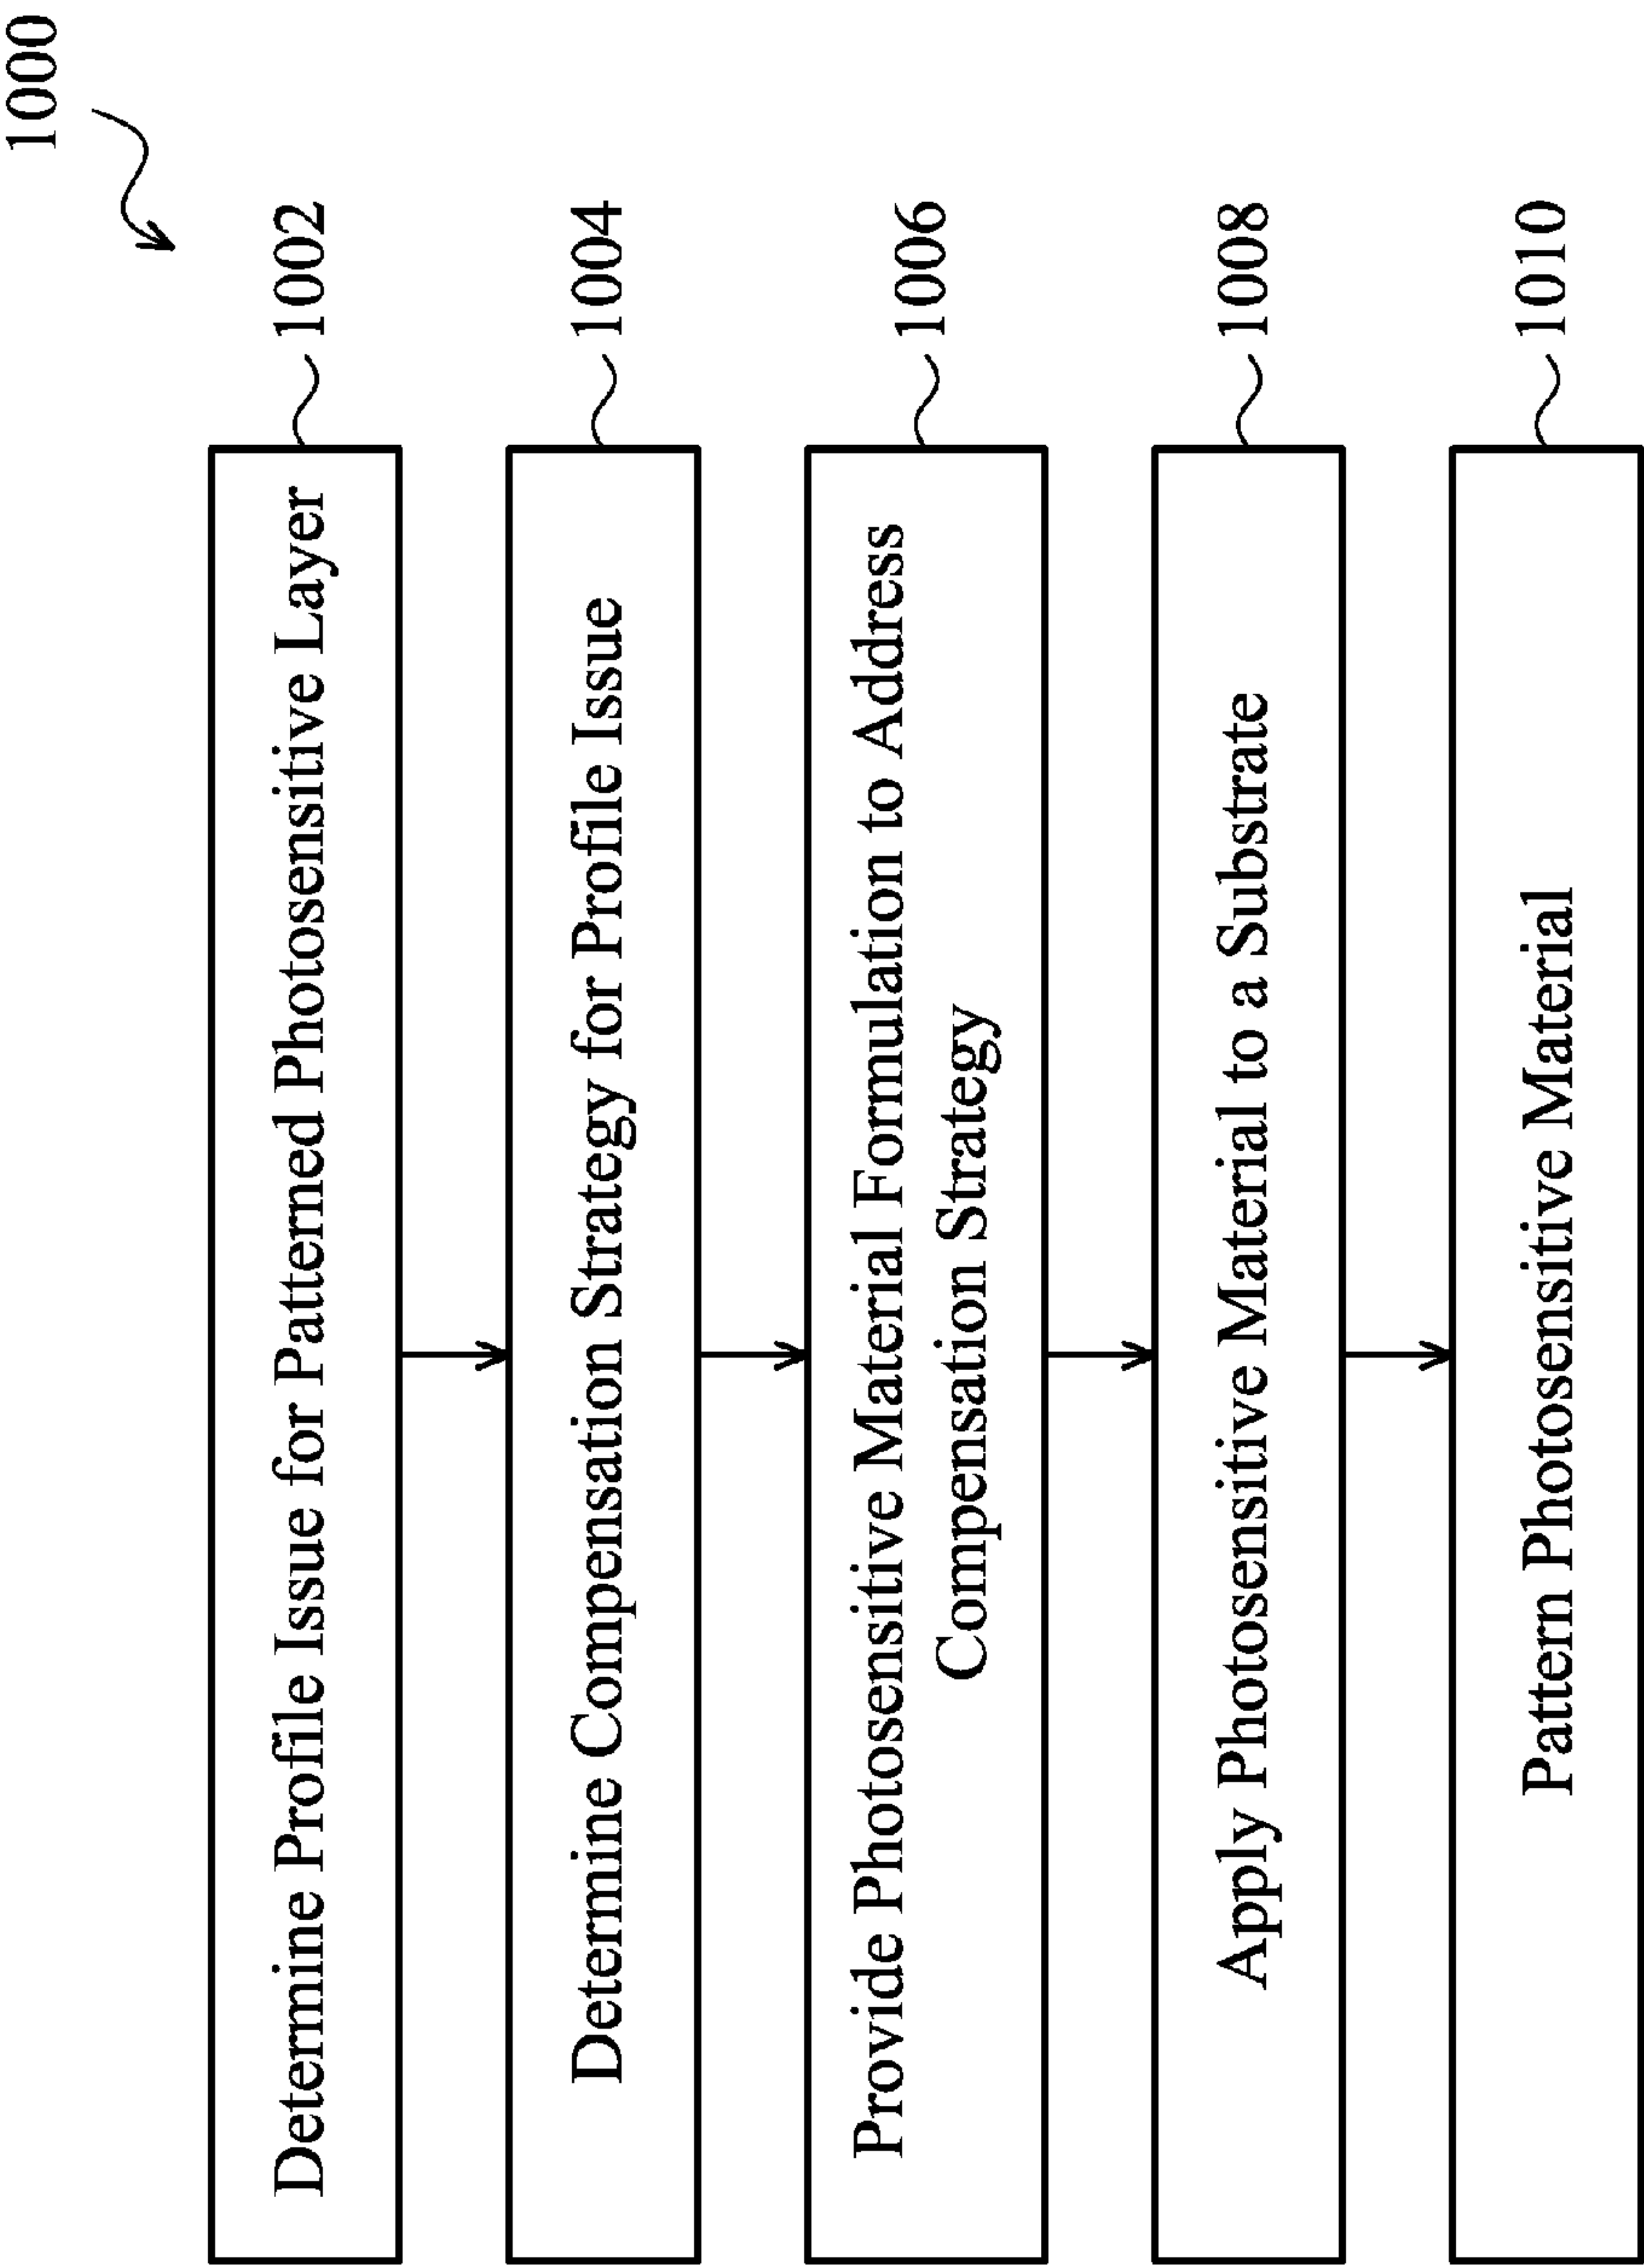 1000
Determine Profile Issue for Patterned Photosensitive Layer
1002
Determine Compensation Strategy for Profile Issue
1004
Provide Photosensitive Material Formulation to Address
Compensation Strategy
1006
Apply Photosensitive Material to a Substrate
1008
Pattern Photosensitive Material
1010